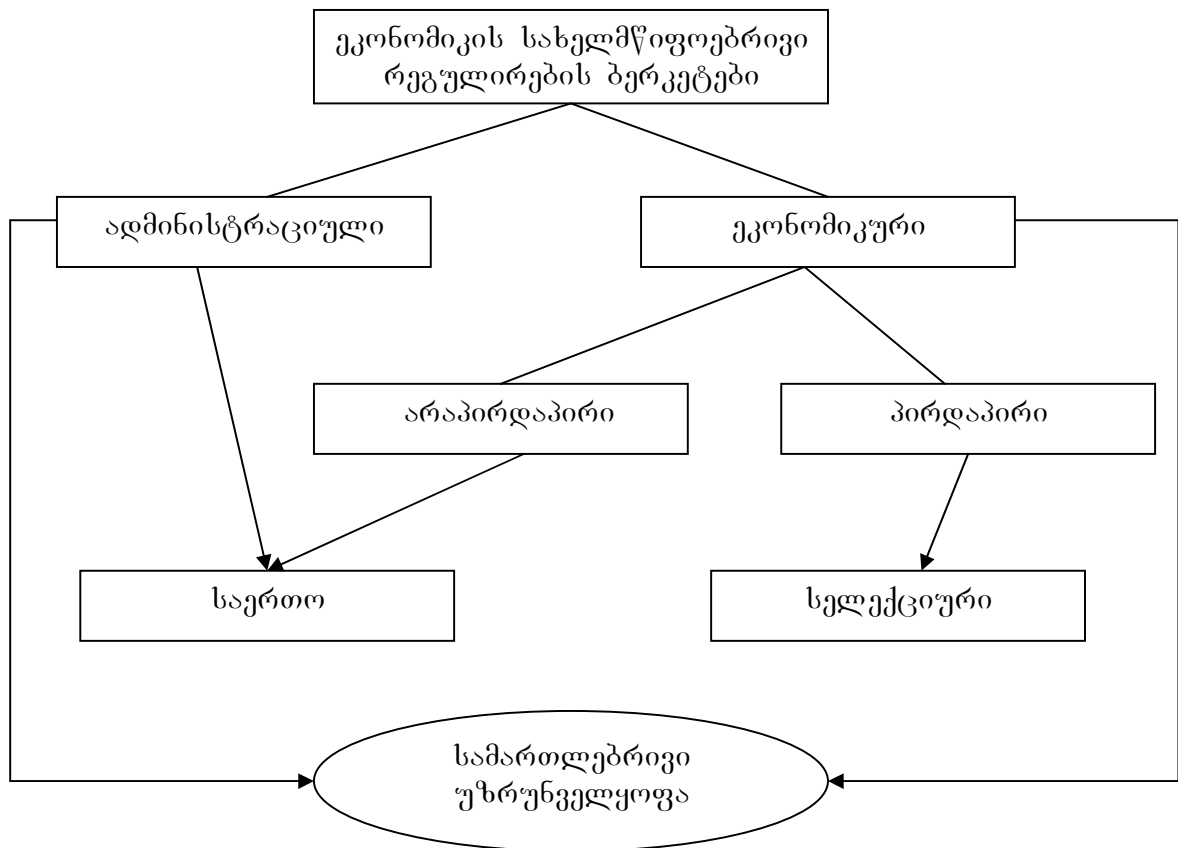 ეკონომიკის სახელმწიფოებრივი
რეგულირების ბერკეტები
ადმინისტრაციული
ეკონომიკური
არაპირდაპირი
პირდაპირი
საერთო
სელექციური
სამართლებრივი
უზრუნველყოფა